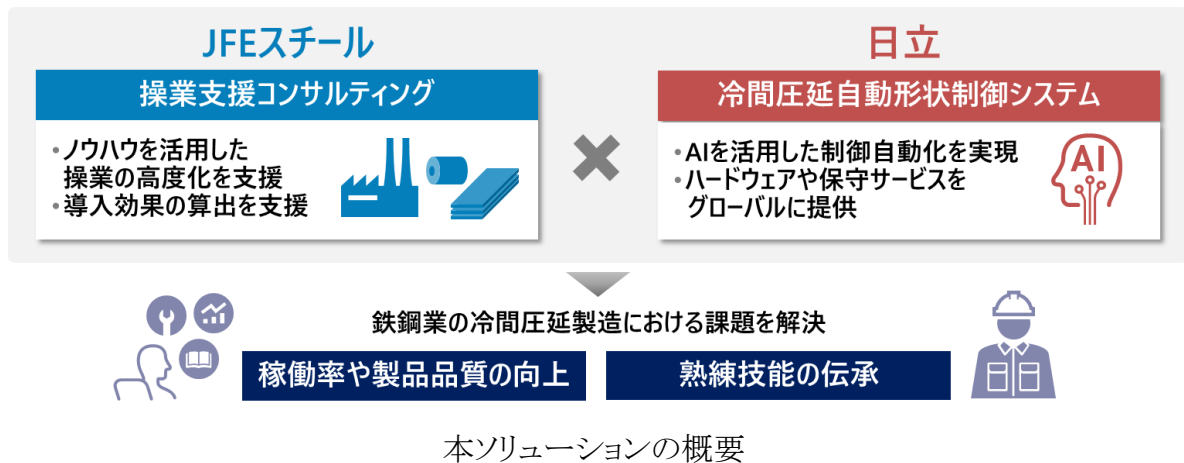 JFEスチール
操業支援コンサルティング
・ノウハウを活用した
操業の高度化を支援
・導入効果の算出を支援
日立
冷間圧延自動形状制御システム
・AIを活用した制御自動化を実現
・ハードウェアや保守サービスを
グローバルに提供
AI
鉄鋼業の冷間圧延製造における課題を解決
稼働率や製品品質の向上
熟練技能の伝承
本ソリューションの概要